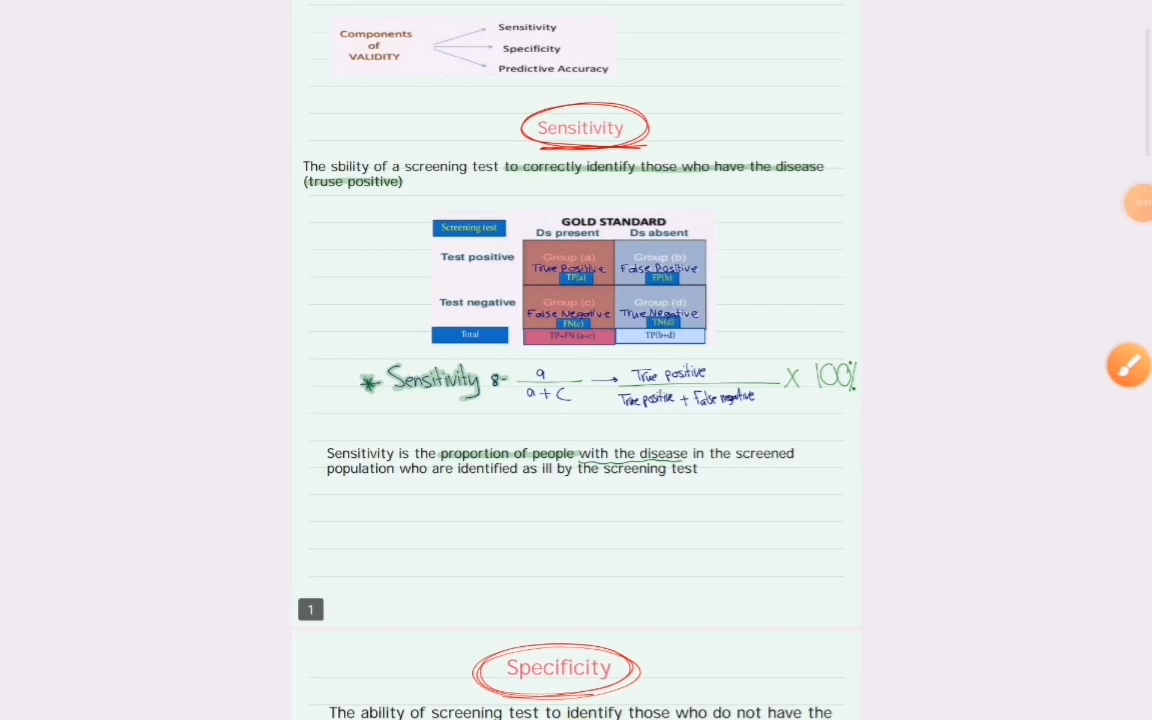 Components
of
VALIDITY
Sensitivity
Specificity
Predictive Accuracy
Sensitivity
The sbility of a screening test to correctly identify those who have the disease
(truse positive)
Screening test
GOLD STANDARD
Ds present Ds absent
Test positive Group (a) Group (b)
True Positive False Positive
TP(a) FP(b)
Test negative Group (c) Group (d)
False Negative True Negative
FN(c) TN(d)
Total TP+FN (a+c) TP(b+d)
* Sensitivity 8- a / a + c → True positive / True positive + False negative X 100%
Sensitivity is the proportion of people with the disease in the screened
population who are identified as ill by the screening test
1
Specificity
The ability of screening test to identify those who do not have the